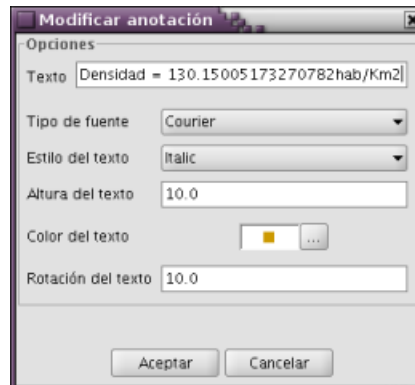 Modificar anotación
Opciones
Texto Densidad = 130.15005173270782hab/Km2
Tipo de fuente Courier
Estilo del texto Italic
Altura del texto 10.0
Color del texto ...
Rotación del texto 10.0
Aceptar Cancelar